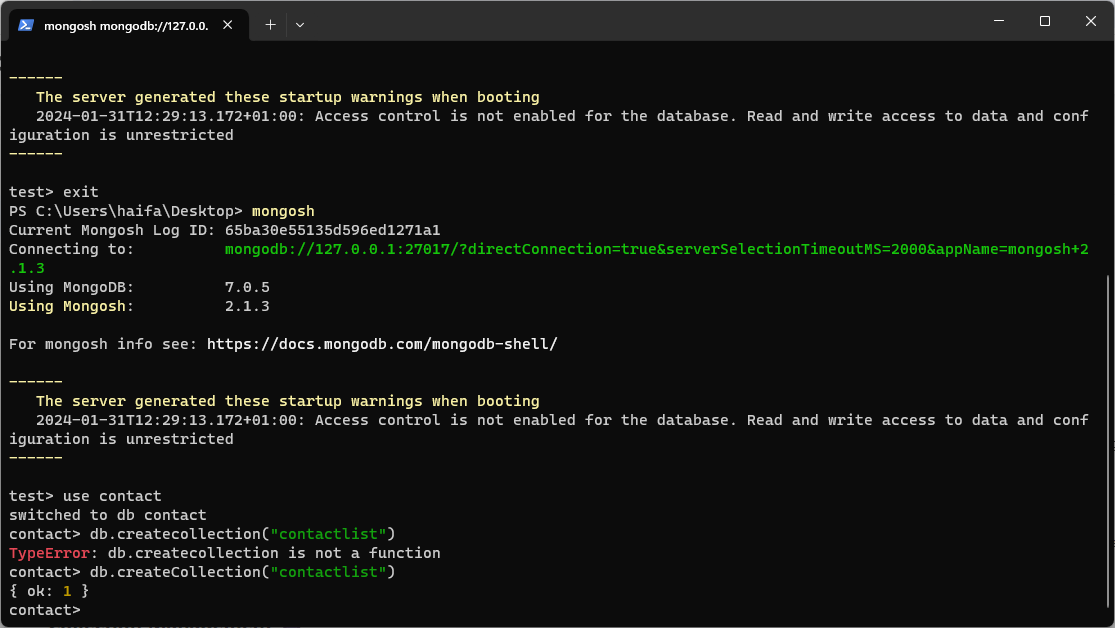 mongosh mongodb://127.0.0.
------
The server generated these startup warnings when booting
2024-01-31T12:29:13.172+01:00: Access control is not enabled for the database. Read and write access to data and conf
iguration is unrestricted
------
test> exit
PS C:\Users\haifa\Desktop> mongosh
Current Mongosh Log ID: 65ba30e55135d596ed1271a1
Connecting to: mongodb://127.0.0.1:27017/?directConnection=true&serverSelectionTimeoutMS=2000&appName=mongosh+2
.1.3
Using MongoDB: 7.0.5
Using Mongosh: 2.1.3
For mongosh info see: https://docs.mongodb.com/mongodb-shell/
------
The server generated these startup warnings when booting
2024-01-31T12:29:13.172+01:00: Access control is not enabled for the database. Read and write access to data and conf
iguration is unrestricted
------
test> use contact
switched to db contact
contact> db.createcollection("contactlist")
TypeError: db.createcollection is not a function
contact> db.createCollection("contactlist")
{ ok: 1 }
contact>